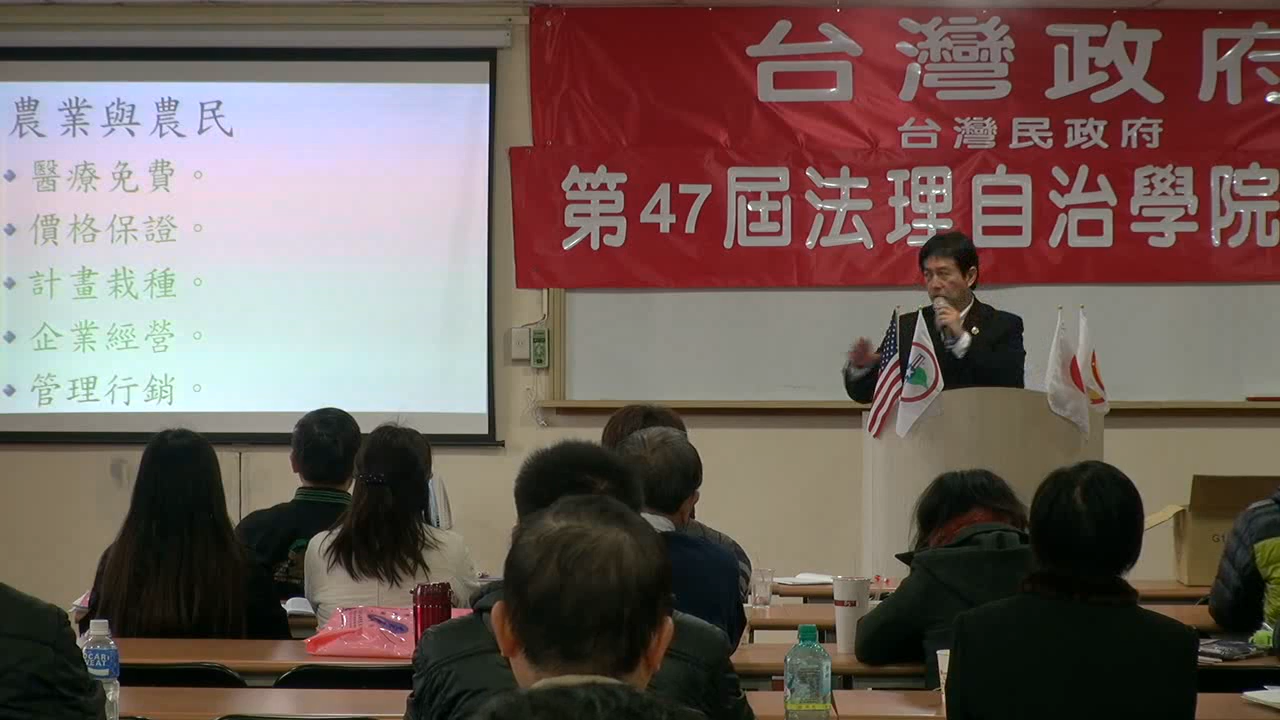 農業與農民
醫療免費。
價格保證。
計畫栽種。
企業經營。
管理行銷。
台灣政府
台灣民政府
第47屆法理自治學院